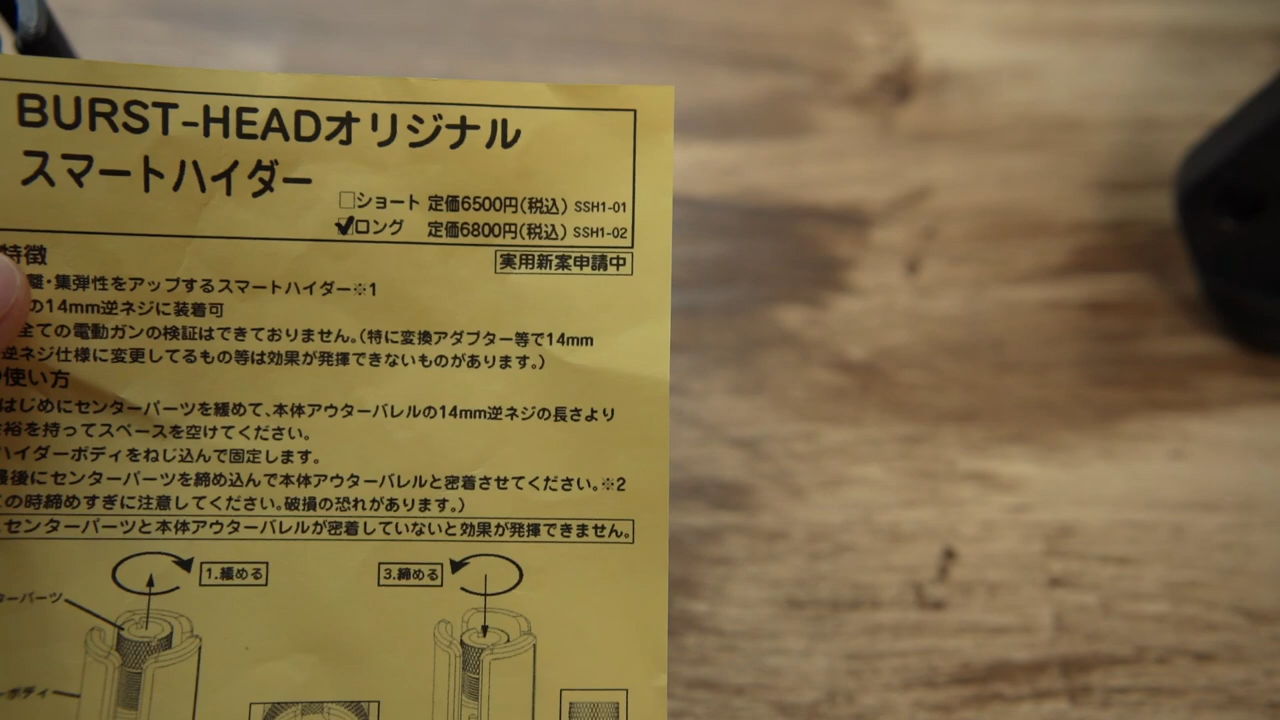 BURST-HEADオリジナル
スマートハイダー
□ショート 定価6500円(税込) SSH1-01
✔ロング 定価6800円(税込) SSH1-02
特徴
実用新案申請中
離・集弾性をアップするスマートハイダー※1
の14mm逆ネジに装着可
全ての電動ガンの検証はできておりません。(特に変換アダプター等で14mm
逆ネジ仕様に変更してるもの等は効果が発揮できないものがあります。)
使い方
はじめにセンターパーツを緩めて、本体アウターバレルの14mm逆ネジの長さより
裕を持ってスペースを空けてください。
ハイダーボディをねじ込んで固定します。
最後にセンターパーツを締め込んで本体アウターバレルと密着させてください。※2
の時締めすぎに注意してください。破損の恐れがあります。)
センターパーツと本体アウターバレルが密着していないと効果が発揮できません。
1.緩める
3.締める
ーパーツ
ーボディ